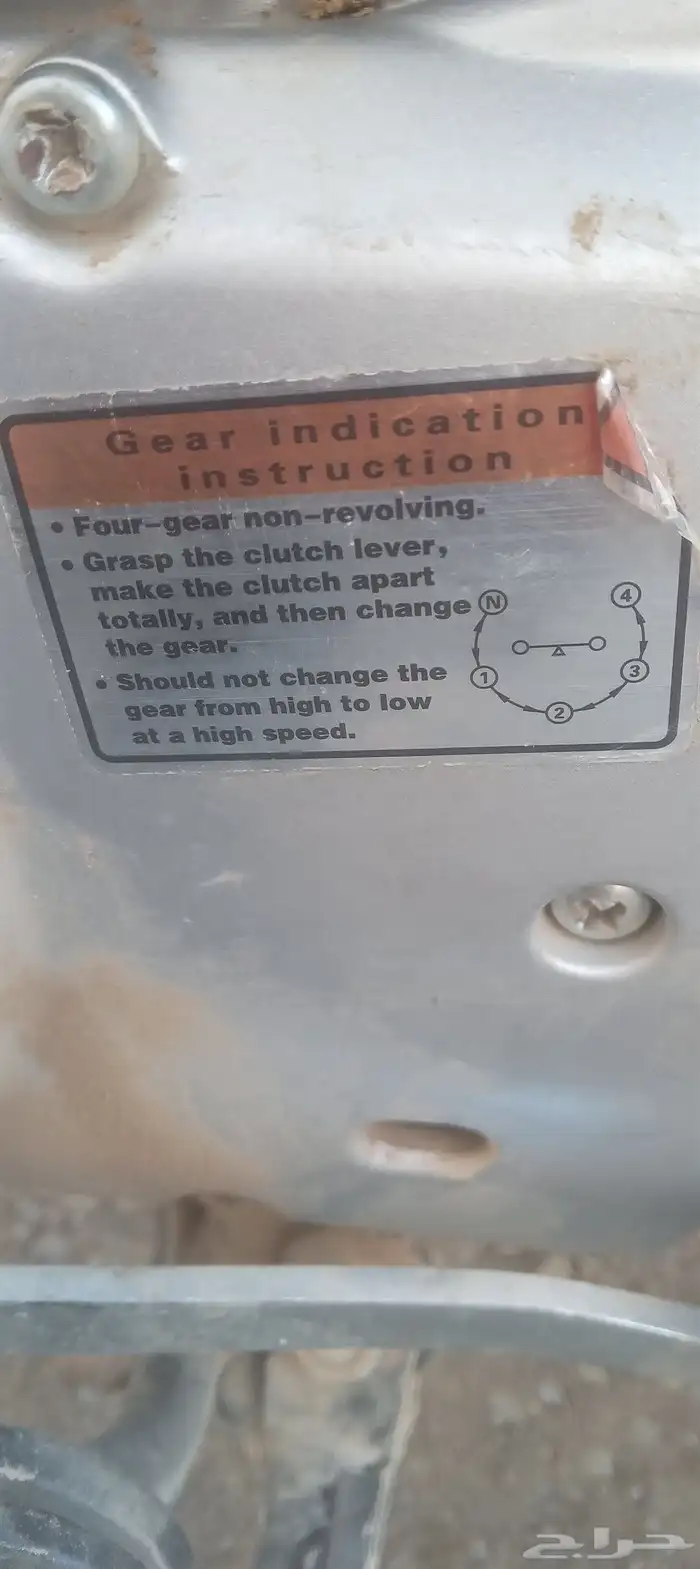 Gear indication
instruction
• Four-gear non-revolving.
• Grasp the clutch lever,
make the clutch apart
totally, and then change
the gear.
• Should not change the
gear from high to low
at a high speed.
N 4
1 3
2
حراج